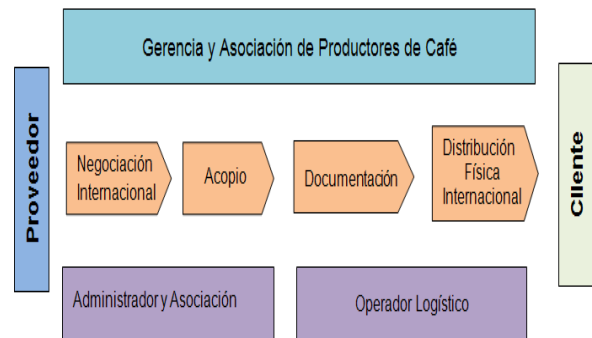 Gerencia y Asociación de Productores de Café
Proveedor
Negociación
Internacional
Acopio
Documentación
Distribución
Física
Internacional
Cliente
Administrador y Asociación
Operador Logístico